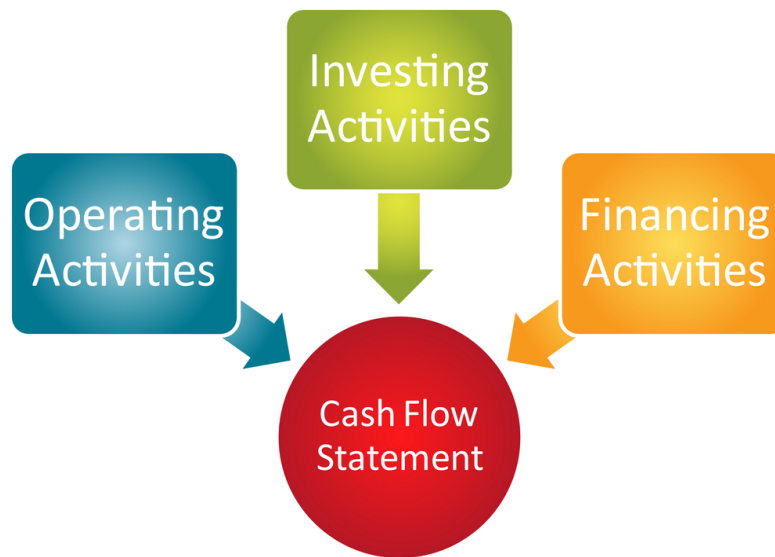 Investing
Activities
Operating
Activities
Financing
Activities
Cash Flow
Statement